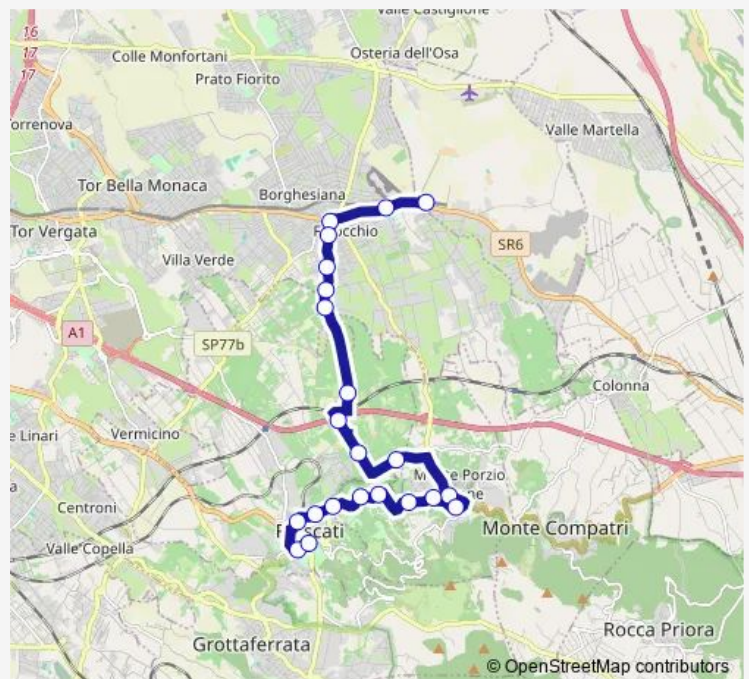 Valle Castiglione
16
17
17
Colle Monfortani
Osteria dell'Osa
Prato Fiorito
Valle Martella
Tor Bella Monaca
Borghesiana
Tor Vergata
Villa Verde
SR6
A1
SP77b
Colonna
e Linari
Vermicino
Centroni
Monte Compatri
Valle Copella
Grottaferrata
Rocca Priora
© OpenStreetMap contributors